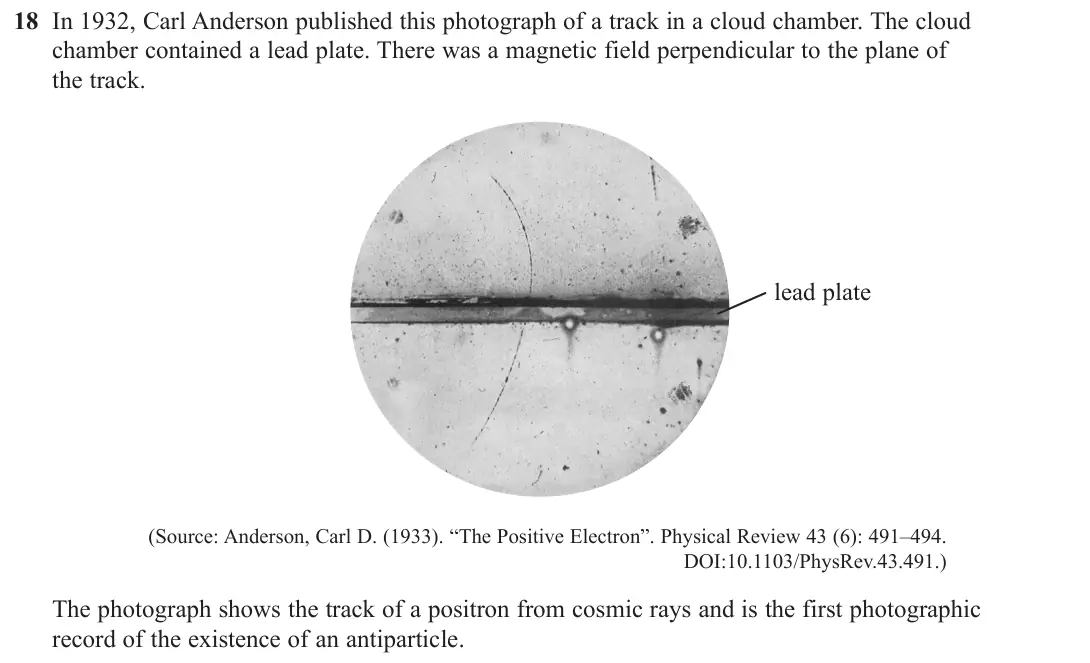 18 In 1932, Carl Anderson published this photograph of a track in a cloud chamber. The cloud
chamber contained a lead plate. There was a magnetic field perpendicular to the plane of
the track.
lead plate
(Source: Anderson, Carl D. (1933). “The Positive Electron”. Physical Review 43 (6): 491–494.
DOI:10.1103/PhysRev.43.491.)
The photograph shows the track of a positron from cosmic rays and is the first photographic
record of the existence of an antiparticle.